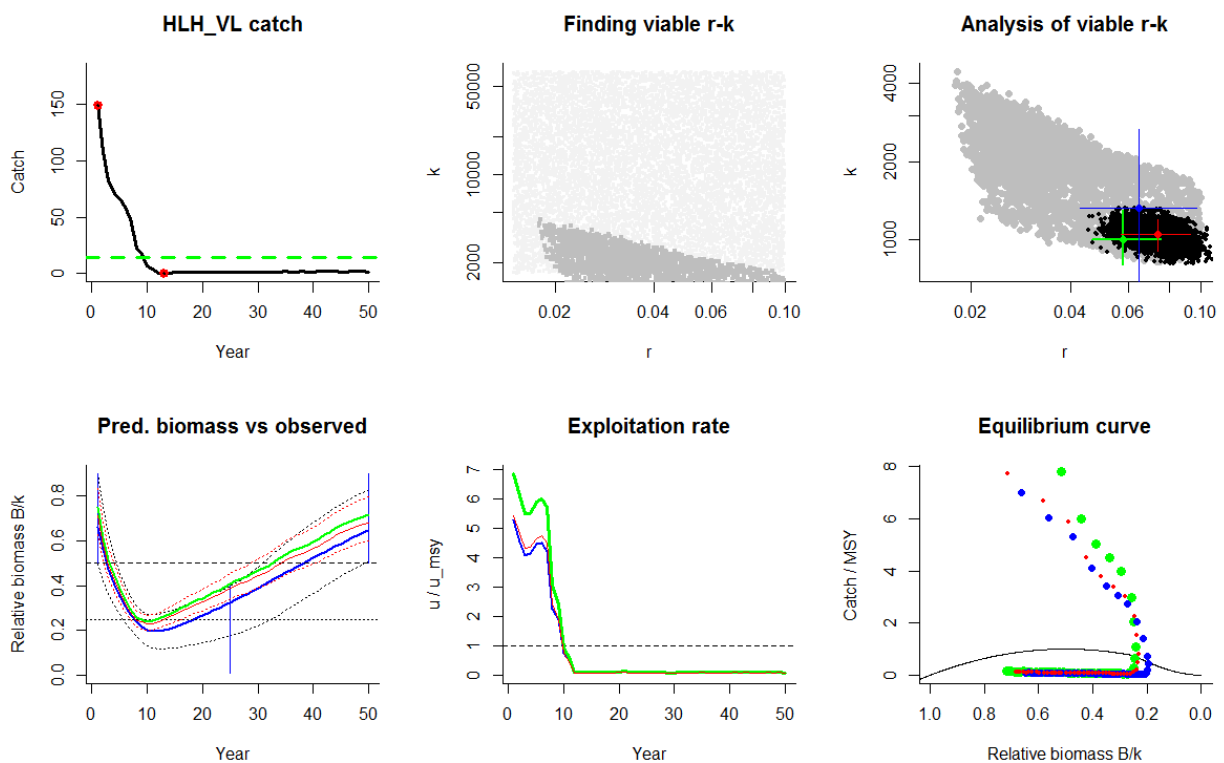 HLH_VL catch
Finding viable r-k
Analysis of viable r-k
Catch
150
100
50
0
0 10 20 30 40 50
Year
k
50000
10000
2000
0.02 0.04 0.06 0.10
r
k
4000
3000
2000
1000
0.02 0.04 0.06 0.10
r
Pred. biomass vs observed
Exploitation rate
Equilibrium curve
Relative biomass B/k
0.8
0.6
0.4
0.2
0.0
0 10 20 30 40 50
Year
u / u_msy
7
6
5
4
3
2
1
0
0 10 20 30 40 50
Year
Catch / MSY
8
6
4
2
0
1.0 0.8 0.6 0.4 0.2 0.0
Relative biomass B/k